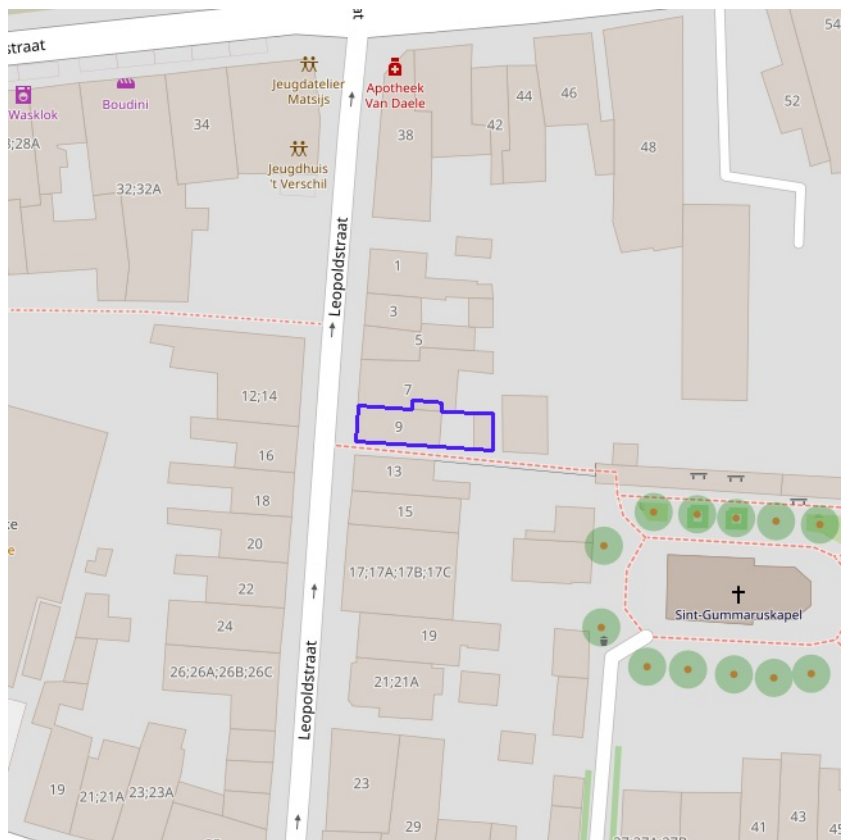 straat
Jeugdatelier
Matsijs
Apotheek
Van Daele
Wasklok
Boudini
34
38
42
44
46
48
52
54
;28A
32;32A
Jeugdhuis
't Verschil
Leopoldstraat
1
3
5
7
9
12;14
16
18
20
22
24
26;26A;26B;26C
13
15
17;17A;17B;17C
19
21;21A
Sint-Gummaruskapel
Leopoldstraat
19
21;21A
23;23A
23
29
41
43